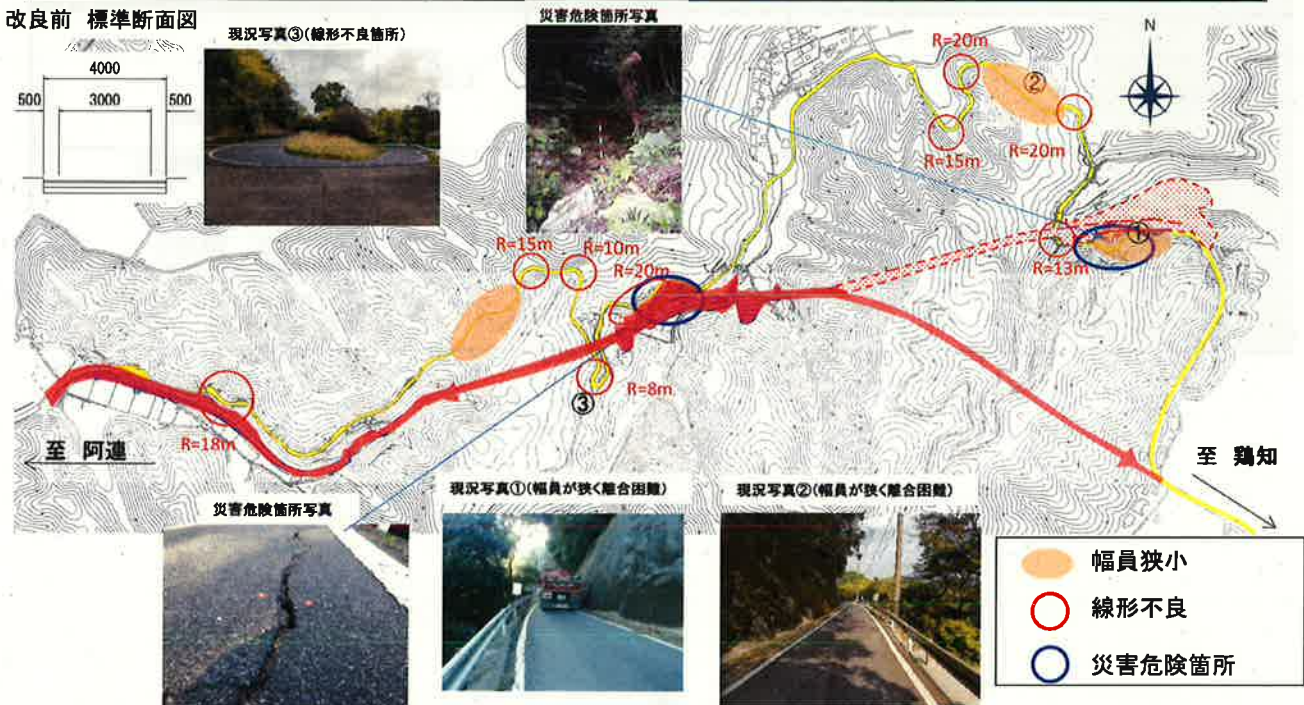 改良前 標準断面図
4000
500
3000
500
現況写真③(線形不良箇所)
災害危険箇所写真
N
R=20m
②
R=15m
R=20m
①
R=13m
R=15m
R=10m
R=20m
R=8m
③
R=18m
至 阿連
至 鶏知
災害危険箇所写真
現況写真①(幅員が狭く離合困難)
現況写真②(幅員が狭く離合困難)
幅員狭小
線形不良
災害危険箇所